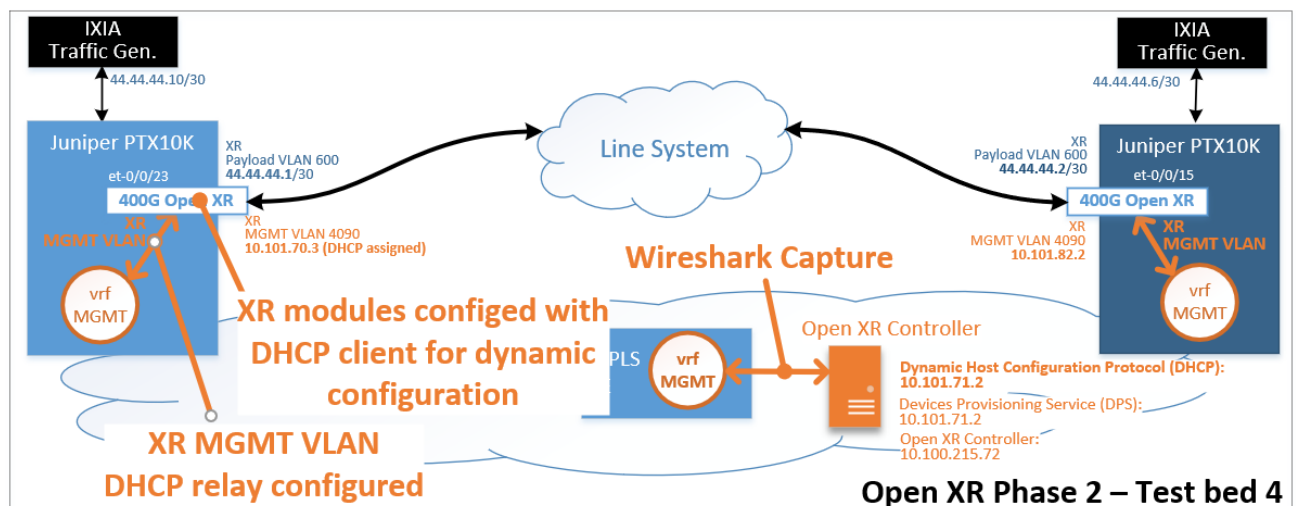 IXIA
Traffic Gen.
44.44.44.10/30
Juniper PTX10K
et-0/0/23
400G Open XR
XR
Payload VLAN 600
44.44.44.1/30
XR
MGMT VLAN 4090
10.101.70.3 (DHCP assigned)
XR
MGMT VLAN
vrf
MGMT
Line System
IXIA
Traffic Gen.
44.44.44.6/30
Juniper PTX10K
et-0/0/15
400G Open XR
XR
Payload VLAN 600
44.44.44.2/30
XR
MGMT VLAN 4090
10.101.82.2
XR
MGMT VLAN
vrf
MGMT
Wireshark Capture
XR modules configed with
DHCP client for dynamic
configuration
XR MGMT VLAN
DHCP relay configured
PLS
vrf
MGMT
Open XR Controller
Dynamic Host Configuration Protocol (DHCP):
10.101.71.2
Devices Provisioning Service (DPS):
10.101.71.2
Open XR Controller:
10.100.215.72
Open XR Phase 2 – Test bed 4